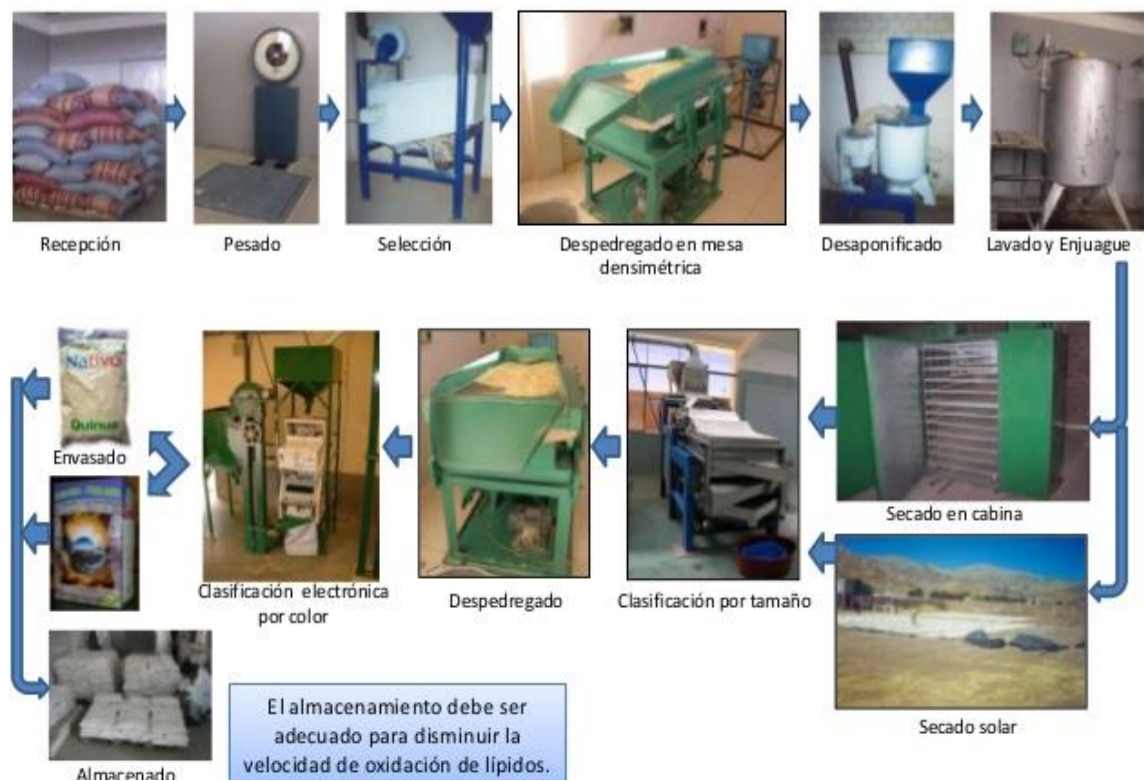 Recepción
Pesado
Selección
Despedregado en mesa
densimétrica
Desaponificado
Lavado y Enjuague
Nativo
Quinua
Envasado
Clasificación electrónica
por color
Despedregado
Clasificación por tamaño
Secado en cabina
Secado solar
Almacenado
El almacenamiento debe ser
adecuado para disminuir la
velocidad de oxidación de lípidos.